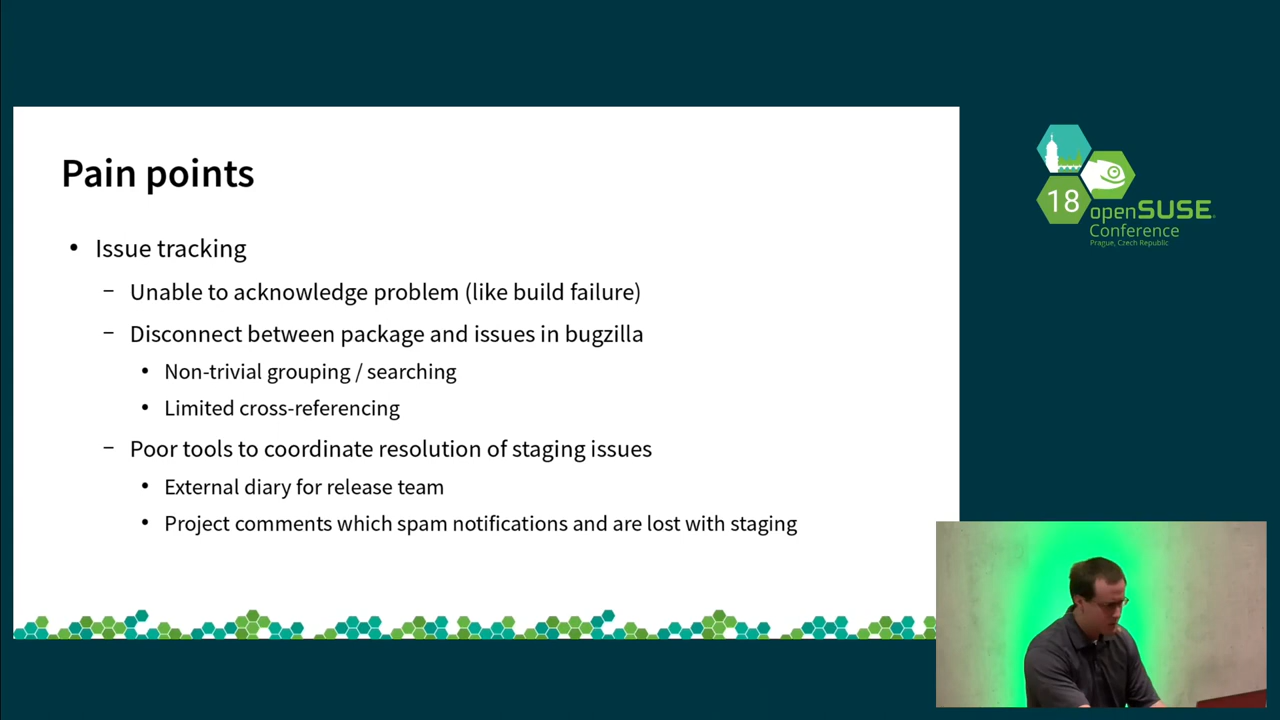 Pain points
• Issue tracking
– Unable to acknowledge problem (like build failure)
– Disconnect between package and issues in bugzilla
• Non-trivial grouping / searching
• Limited cross-referencing
– Poor tools to coordinate resolution of staging issues
• External diary for release team
• Project comments which spam notifications and are lost with staging
18
openSUSE
Conference
Prague, Czech Republic